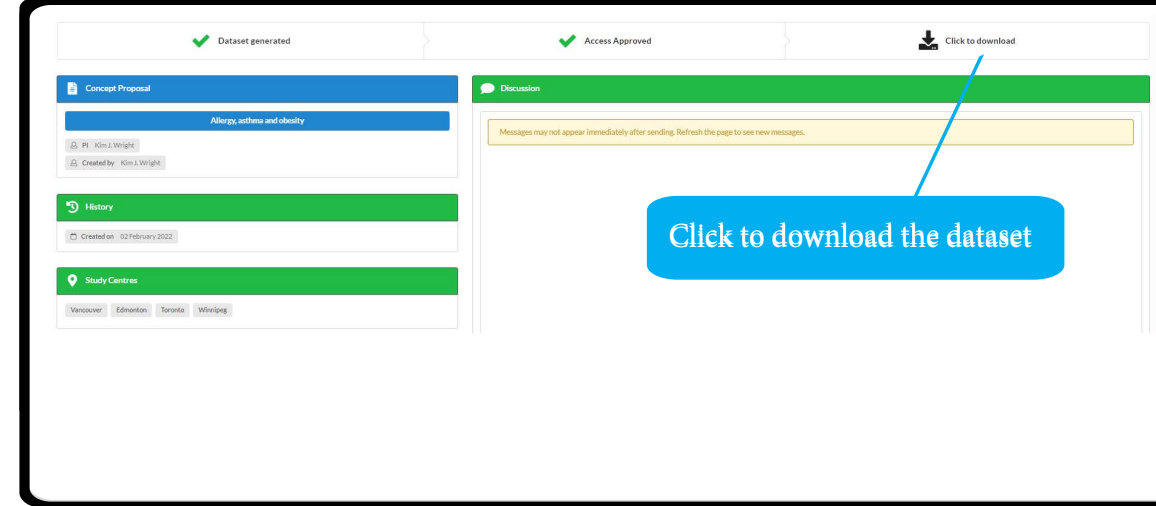 Dataset generated
Access Approved
Click to download
Concept Proposal
Allergy, asthma and obesity
PI Kim J. Wright
Created by Kim J. Wright
History
Created on 02 February 2022
Study Centres
Vancouver Edmonton Toronto Winnipeg
Discussion
Messages may not appear immediately after sending. Refresh the page to see new messages.
Click to download the dataset